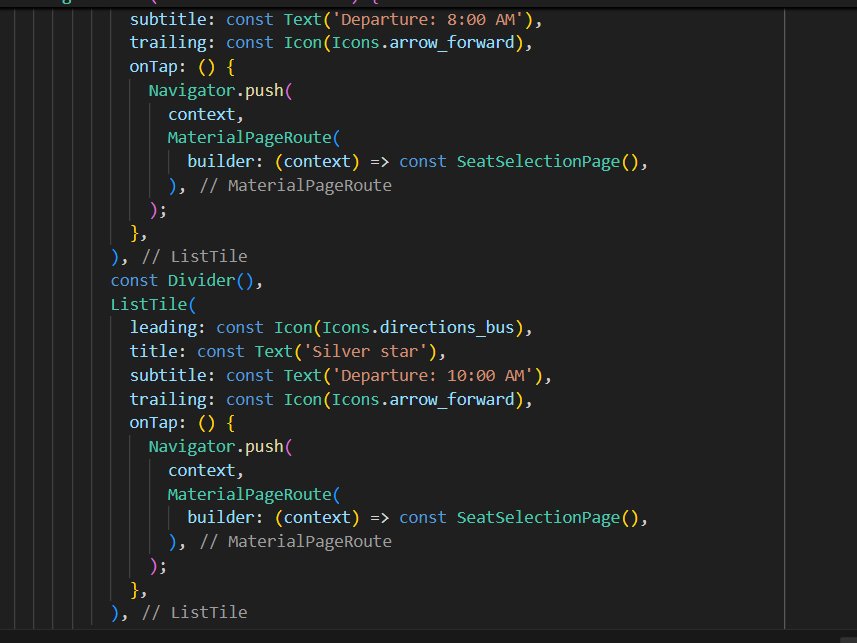 subtitle: const Text('Departure: 8:00 AM'),
trailing: const Icon(Icons.arrow_forward),
onTap: () {
Navigator.push(
context,
MaterialPageRoute(
builder: (context) => const SeatSelectionPage(),
), // MaterialPageRoute
);
},
), // ListTile
const Divider(),
ListTile(
leading: const Icon(Icons.directions_bus),
title: const Text('Silver star'),
subtitle: const Text('Departure: 10:00 AM'),
trailing: const Icon(Icons.arrow_forward),
onTap: () {
Navigator.push(
context,
MaterialPageRoute(
builder: (context) => const SeatSelectionPage(),
), // MaterialPageRoute
);
},
), // ListTile